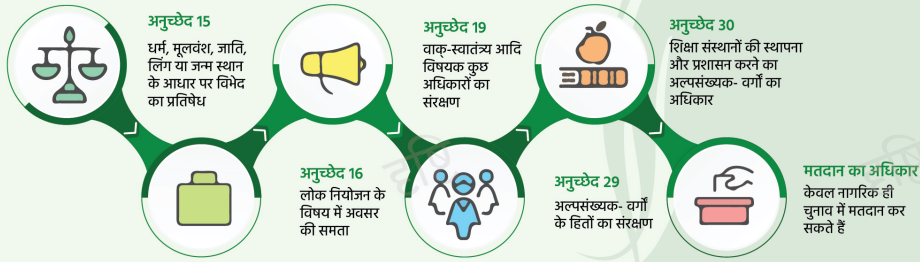 अनुच्छेद 15
धर्म, मूलवंश, जाति,
लिंग या जन्म स्थान
के आधार पर विभेद
का प्रतिषेध
अनुच्छेद 16
लोक नियोजन के
विषय में अवसर
की समता
अनुच्छेद 19
वाक्-स्वातंत्र्य आदि
विषयक कुछ
अधिकारों का
संरक्षण
अनुच्छेद 29
अल्पसंख्यक- वर्गों
के हितों का संरक्षण
अनुच्छेद 30
शिक्षा संस्थानों की स्थापना
और प्रशासन करने का
अल्पसंख्यक- वर्गों का
अधिकार
मतदान का अधिकार
केवल नागरिक ही
चुनाव में मतदान कर
सकते हैं